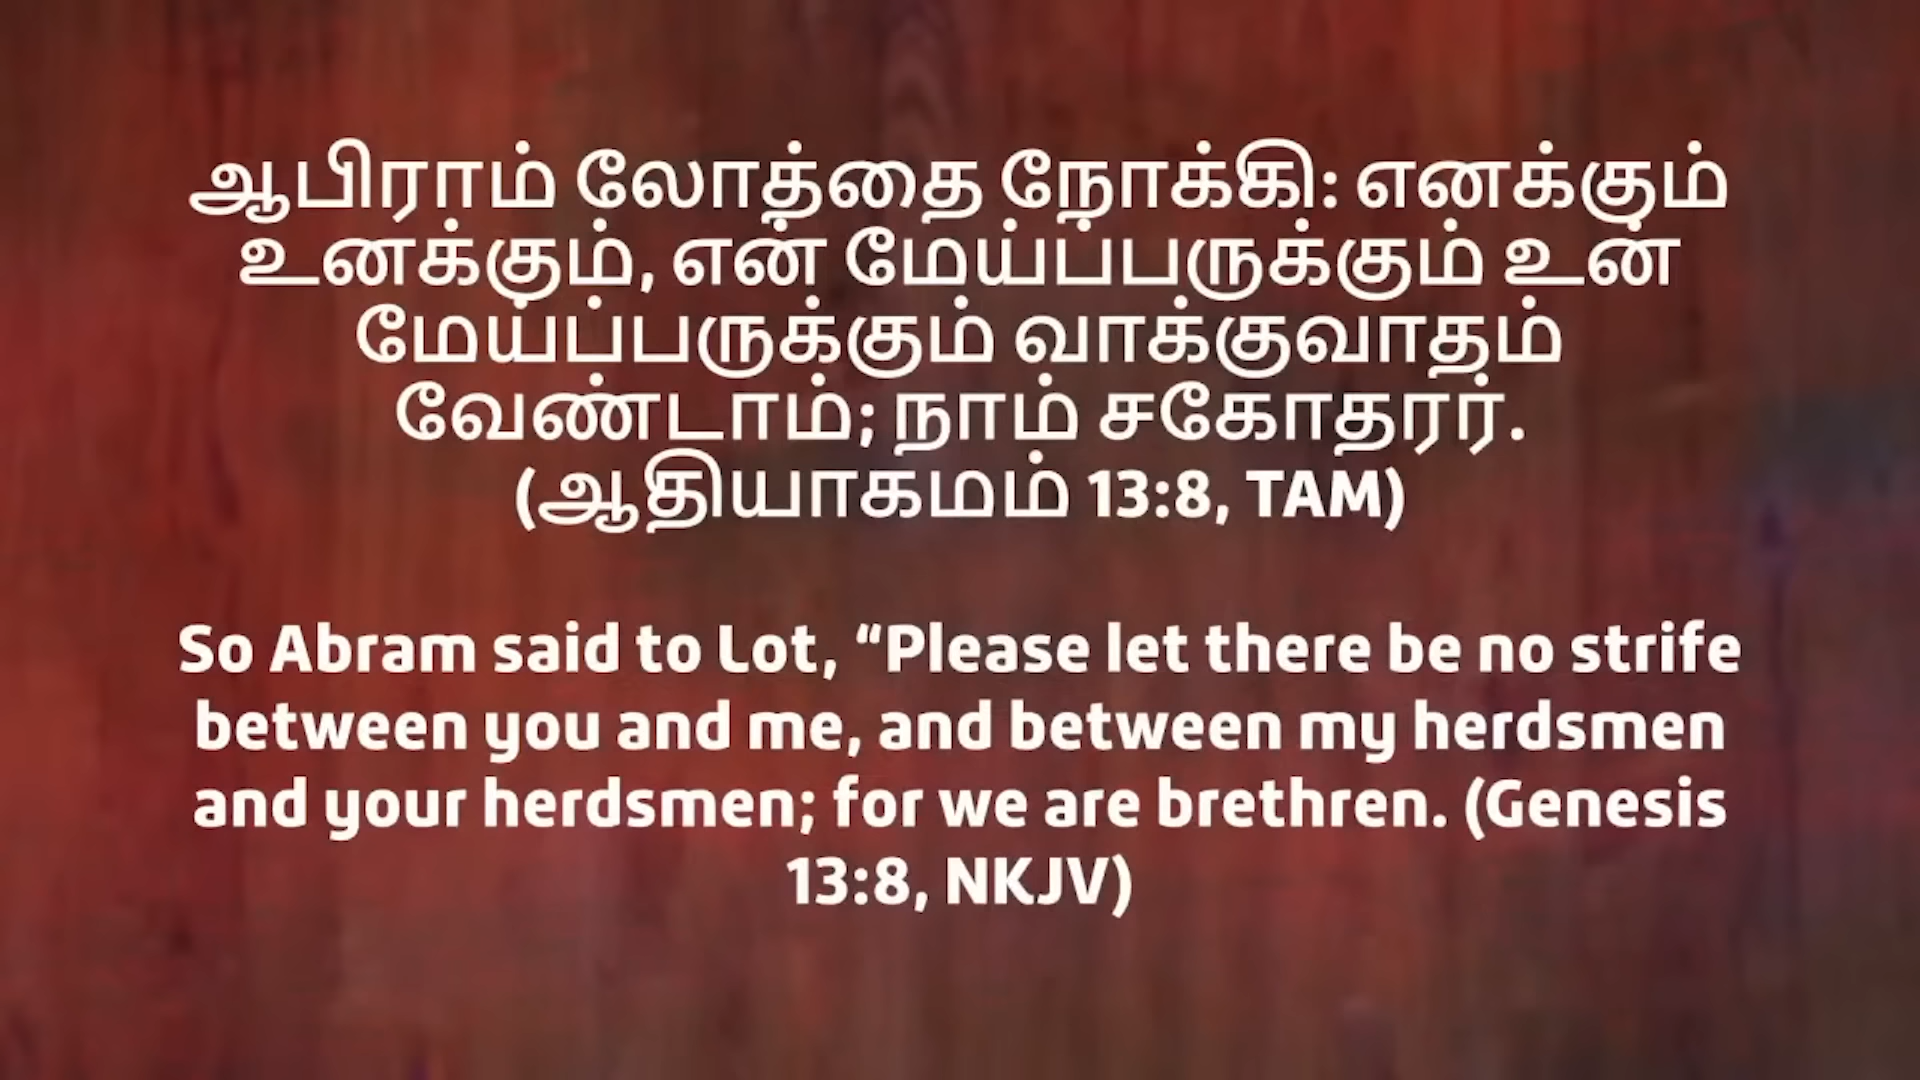 ஆபிராம் லோத்தை நோக்கி: எனக்கும்
உனக்கும், என் மேய்ப்பருக்கும் உன்
மேய்ப்பருக்கும் வாக்குவாதம்
வேண்டாம்; நாம் சகோதரர்.
(ஆதியாகமம் 13:8, TAM)
So Abram said to Lot, “Please let there be no strife
between you and me, and between my herdsmen
and your herdsmen; for we are brethren. (Genesis
13:8, NKJV)